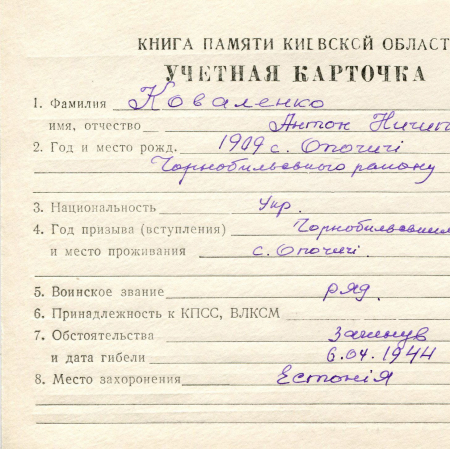 КНИГА ПАМЯТИ КИЕВСКОЙ ОБЛАСТ
УЧЕТНАЯ КАРТОЧКА
1. Фамилия Коваленко
имя, отчество Антон Ничип
2. Год и место рожд. 1909 с. Опочичі
Чорнобильського району
3. Национальность Укр.
4. Год призыва (вступления) Чорнобильський
и место проживания с. Опочичі.
5. Воинское звание ряд.
6. Принадлежность к КПСС, ВЛКСМ
7. Обстоятельства Загинув
и дата гибели 6.04.1944
8. Место захоронения Естонія